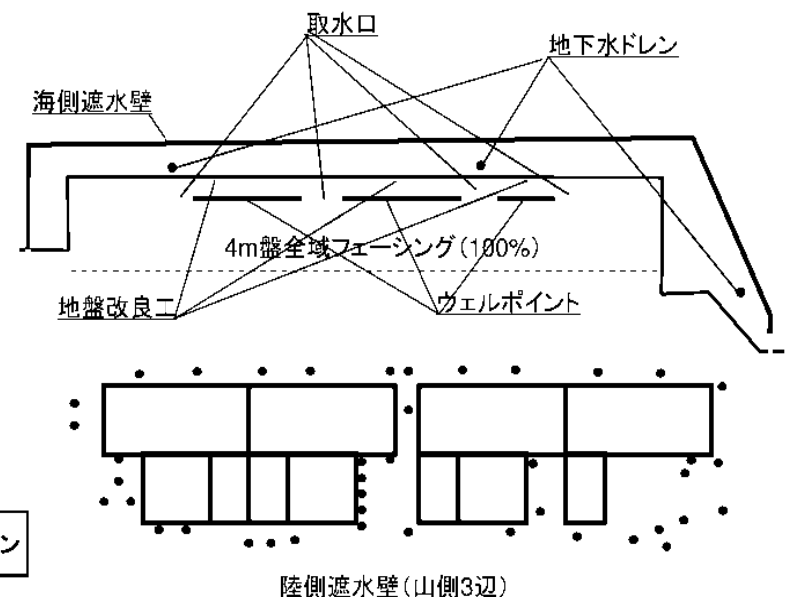 取水口
地下水ドレン
海側遮水壁
4m盤全域フェーシング(100%)
地盤改良工
ウェルポイント
ン
陸側遮水壁(山側3辺)